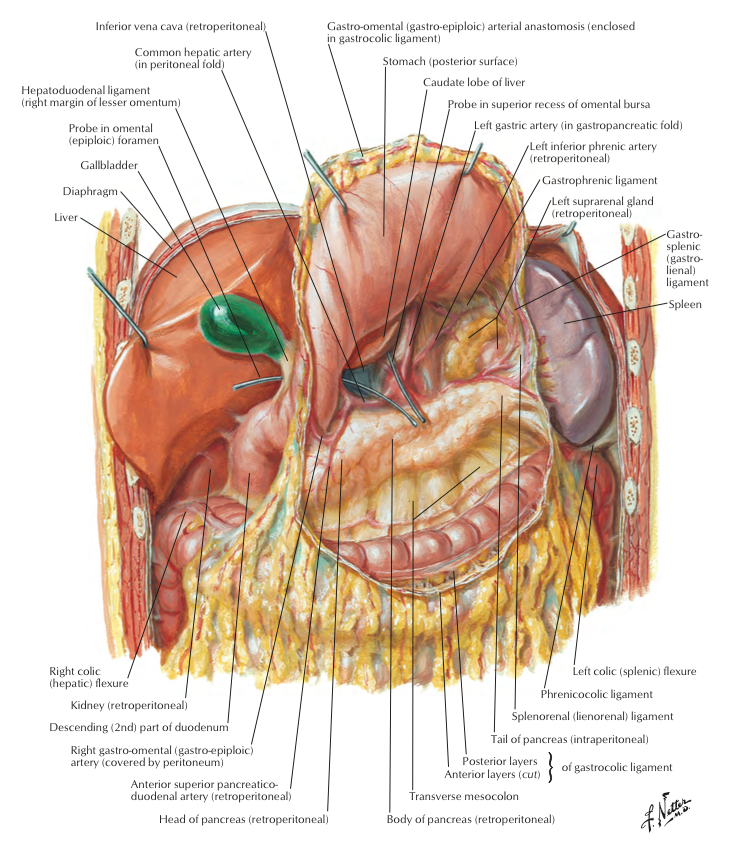 Inferior vena cava (retroperitoneal)
Common hepatic artery
(in peritoneal fold)
Hepatoduodenal ligament
(right margin of lesser omentum)
Probe in omental
(epiploic) foramen
Gallbladder
Diaphragm
Liver
Gastro-omental (gastro-epiploic) arterial anastomosis (enclosed
in gastrocolic ligament)
Stomach (posterior surface)
Caudate lobe of liver
Probe in superior recess of omental bursa
Left gastric artery (in gastropancreatic fold)
Left inferior phrenic artery
(retroperitoneal)
Gastrophrenic ligament
Left suprarenal gland
(retroperitoneal)
Gastro-
splenic
(gastro-
lienal)
ligament
Spleen
Right colic
(hepatic) flexure
Kidney (retroperitoneal)
Descending (2nd) part of duodenum
Right gastro-omental (gastro-epiploic)
artery (covered by peritoneum)
Anterior superior pancreatico-
duodenal artery (retroperitoneal)
Head of pancreas (retroperitoneal)
Left colic (splenic) flexure
Phrenicocolic ligament
Splenorenal (lienorenal) ligament
Tail of pancreas (intraperitoneal)
Posterior layers
Anterior layers (cut)
} of gastrocolic ligament
Transverse mesocolon
Body of pancreas (retroperitoneal)
F. Netter
M.D.